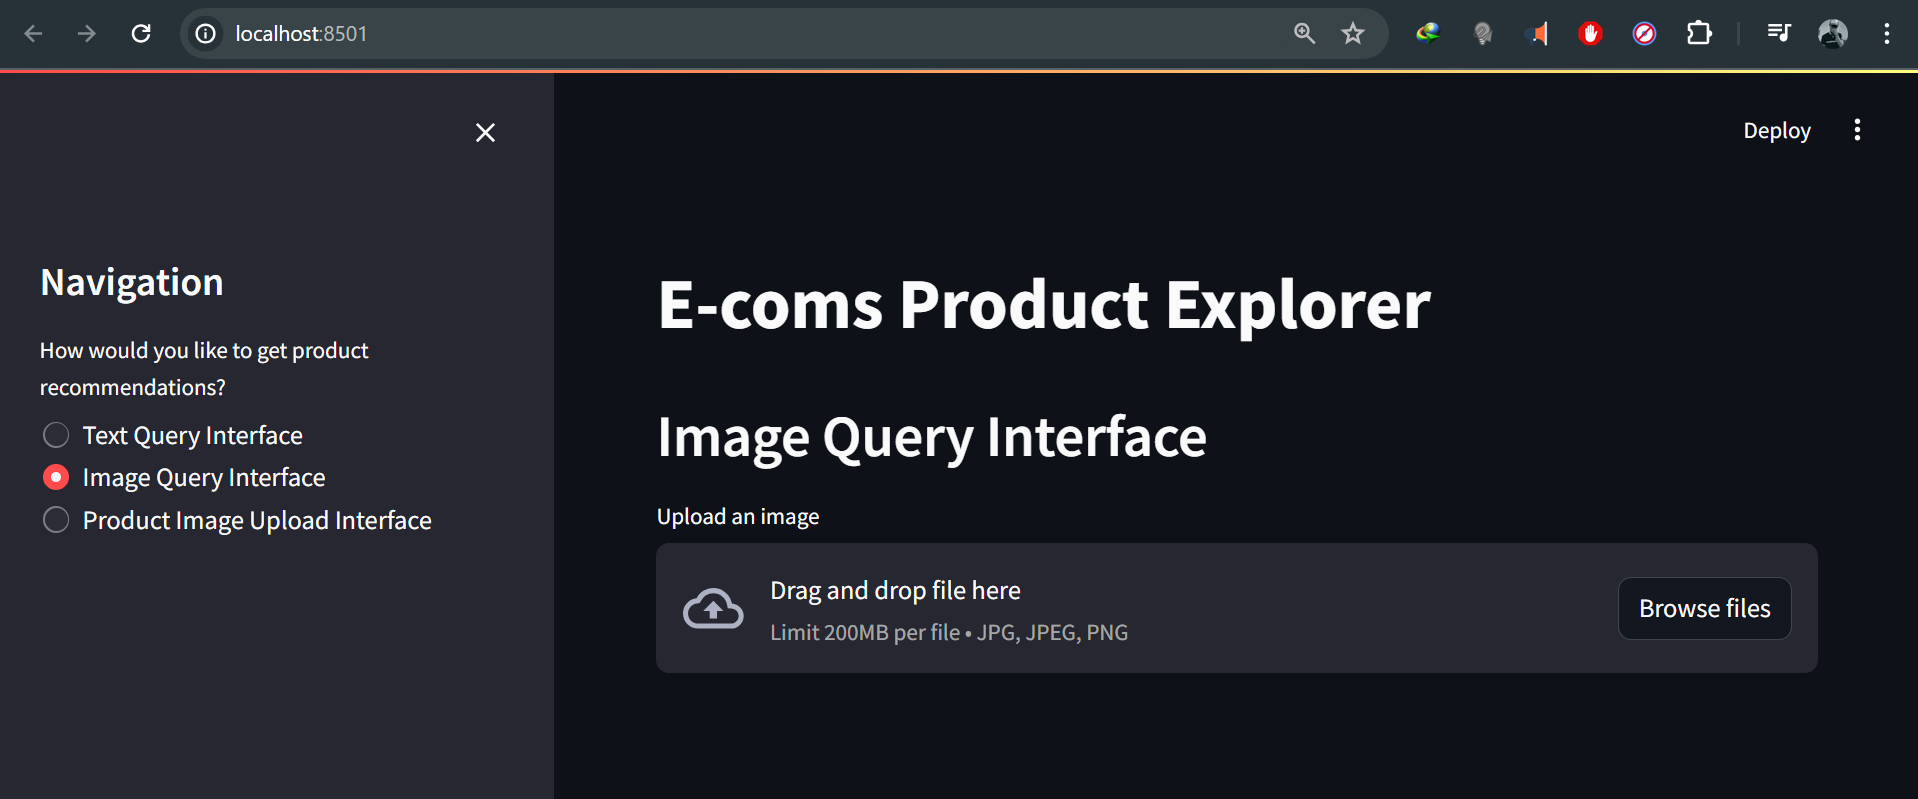 localhost:8501
Deploy
Navigation
How would you like to get product
recommendations?
Text Query Interface
Image Query Interface
Product Image Upload Interface
E-coms Product Explorer
Image Query Interface
Upload an image
Drag and drop file here
Limit 200MB per file • JPG, JPEG, PNG
Browse files